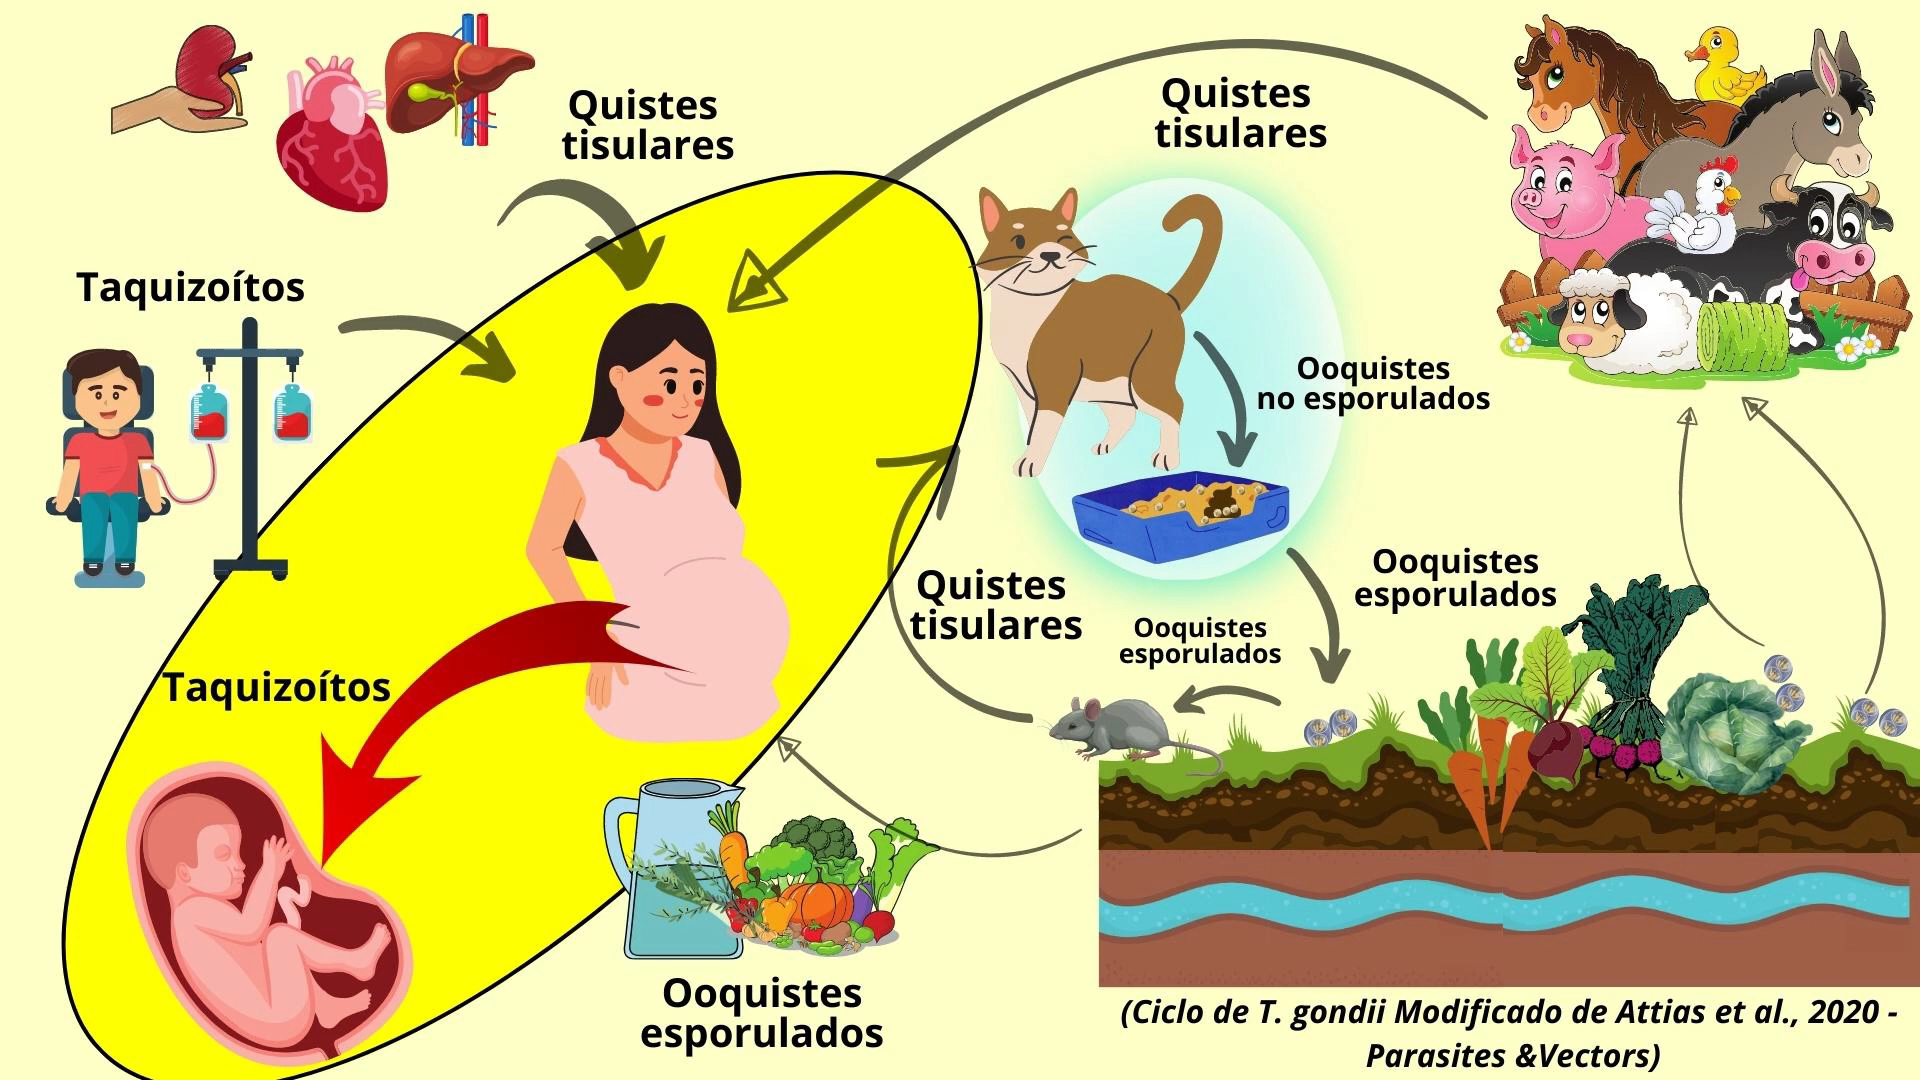 Quistes
tisulares
Quistes
tisulares
Taquizoítos
Ooquistes
no esporulados
Ooquistes
esporulados
Quistes
tisulares
Ooquistes
esporulados
Taquizoítos
Ooquistes
esporulados
(Ciclo de T. gondii Modificado de Attias et al., 2020 -
Parasites &Vectors)